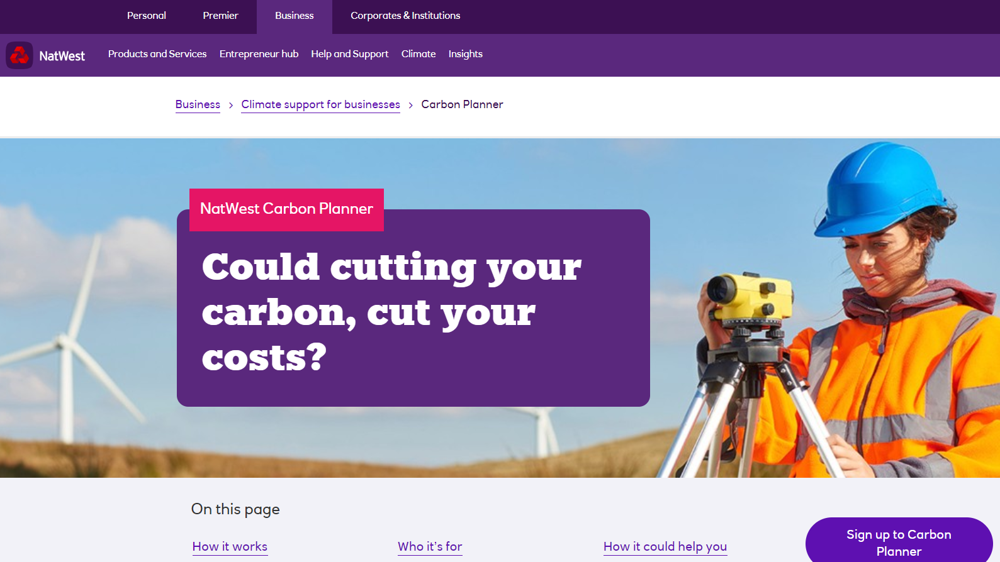 Personal
Premier
Business
Corporates & Institutions
NatWest
Products and Services
Entrepreneur hub
Help and Support
Climate
Insights
Business > Climate support for businesses > Carbon Planner
NatWest Carbon Planner
Could cutting your
carbon, cut your
costs?
On this page
How it works
Who it's for
How it could help you
Sign up to Carbon
Planner